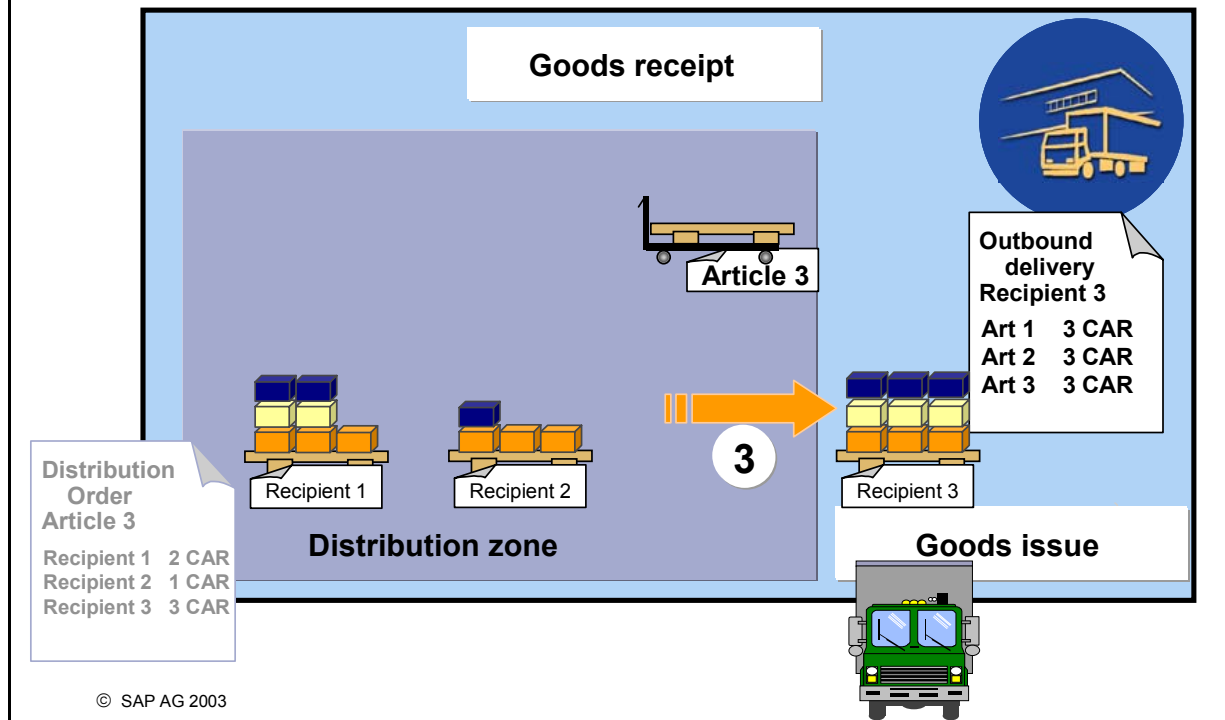 Goods receipt
Article 3
Outbound
delivery
Recipient 3
Art 1 3 CAR
Art 2 3 CAR
Art 3 3 CAR
3
Recipient 1
Recipient 2
Recipient 3
Distribution
Order
Article 3
Recipient 1 2 CAR
Recipient 2 1 CAR
Recipient 3 3 CAR
Distribution zone
Goods issue
© SAP AG 2003